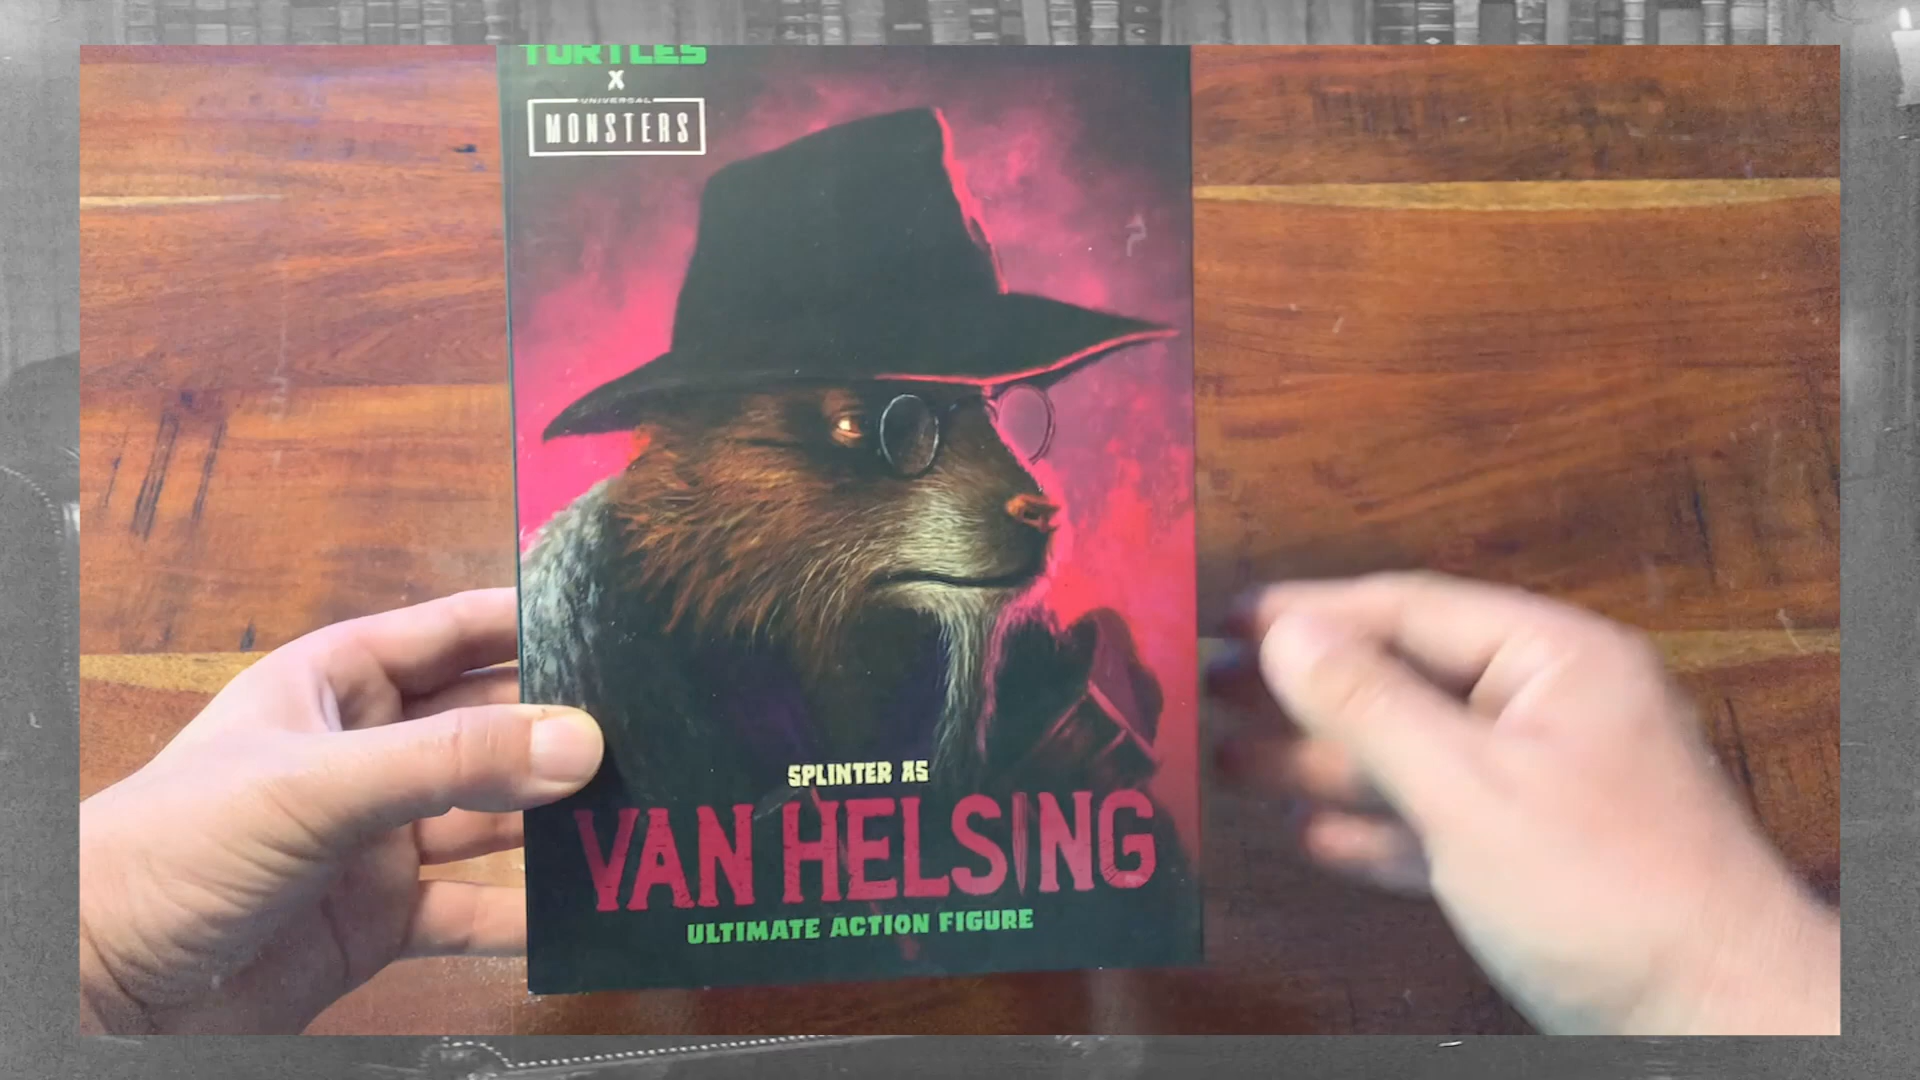 TURTLES
X
UNIVERSAL
MONSTERS
SPLINTER AS
VAN HELSING
ULTIMATE ACTION FIGURE